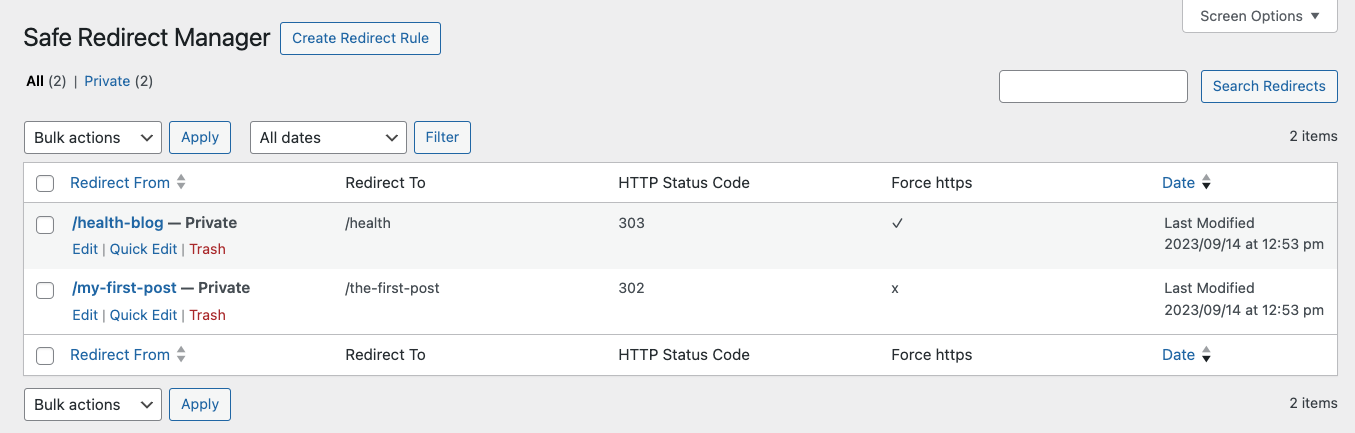 Screen Options ▼
Safe Redirect Manager Create Redirect Rule
All (2) | Private (2)
Search Redirects
Bulk actions Apply All dates Filter 2 items
Redirect From Redirect To HTTP Status Code Force https Date
/health-blog — Private /health 303 ✓ Last Modified
Edit | Quick Edit | Trash 2023/09/14 at 12:53 pm
/my-first-post — Private /the-first-post 302 x Last Modified
Edit | Quick Edit | Trash 2023/09/14 at 12:53 pm
Redirect From Redirect To HTTP Status Code Force https Date
Bulk actions Apply 2 items